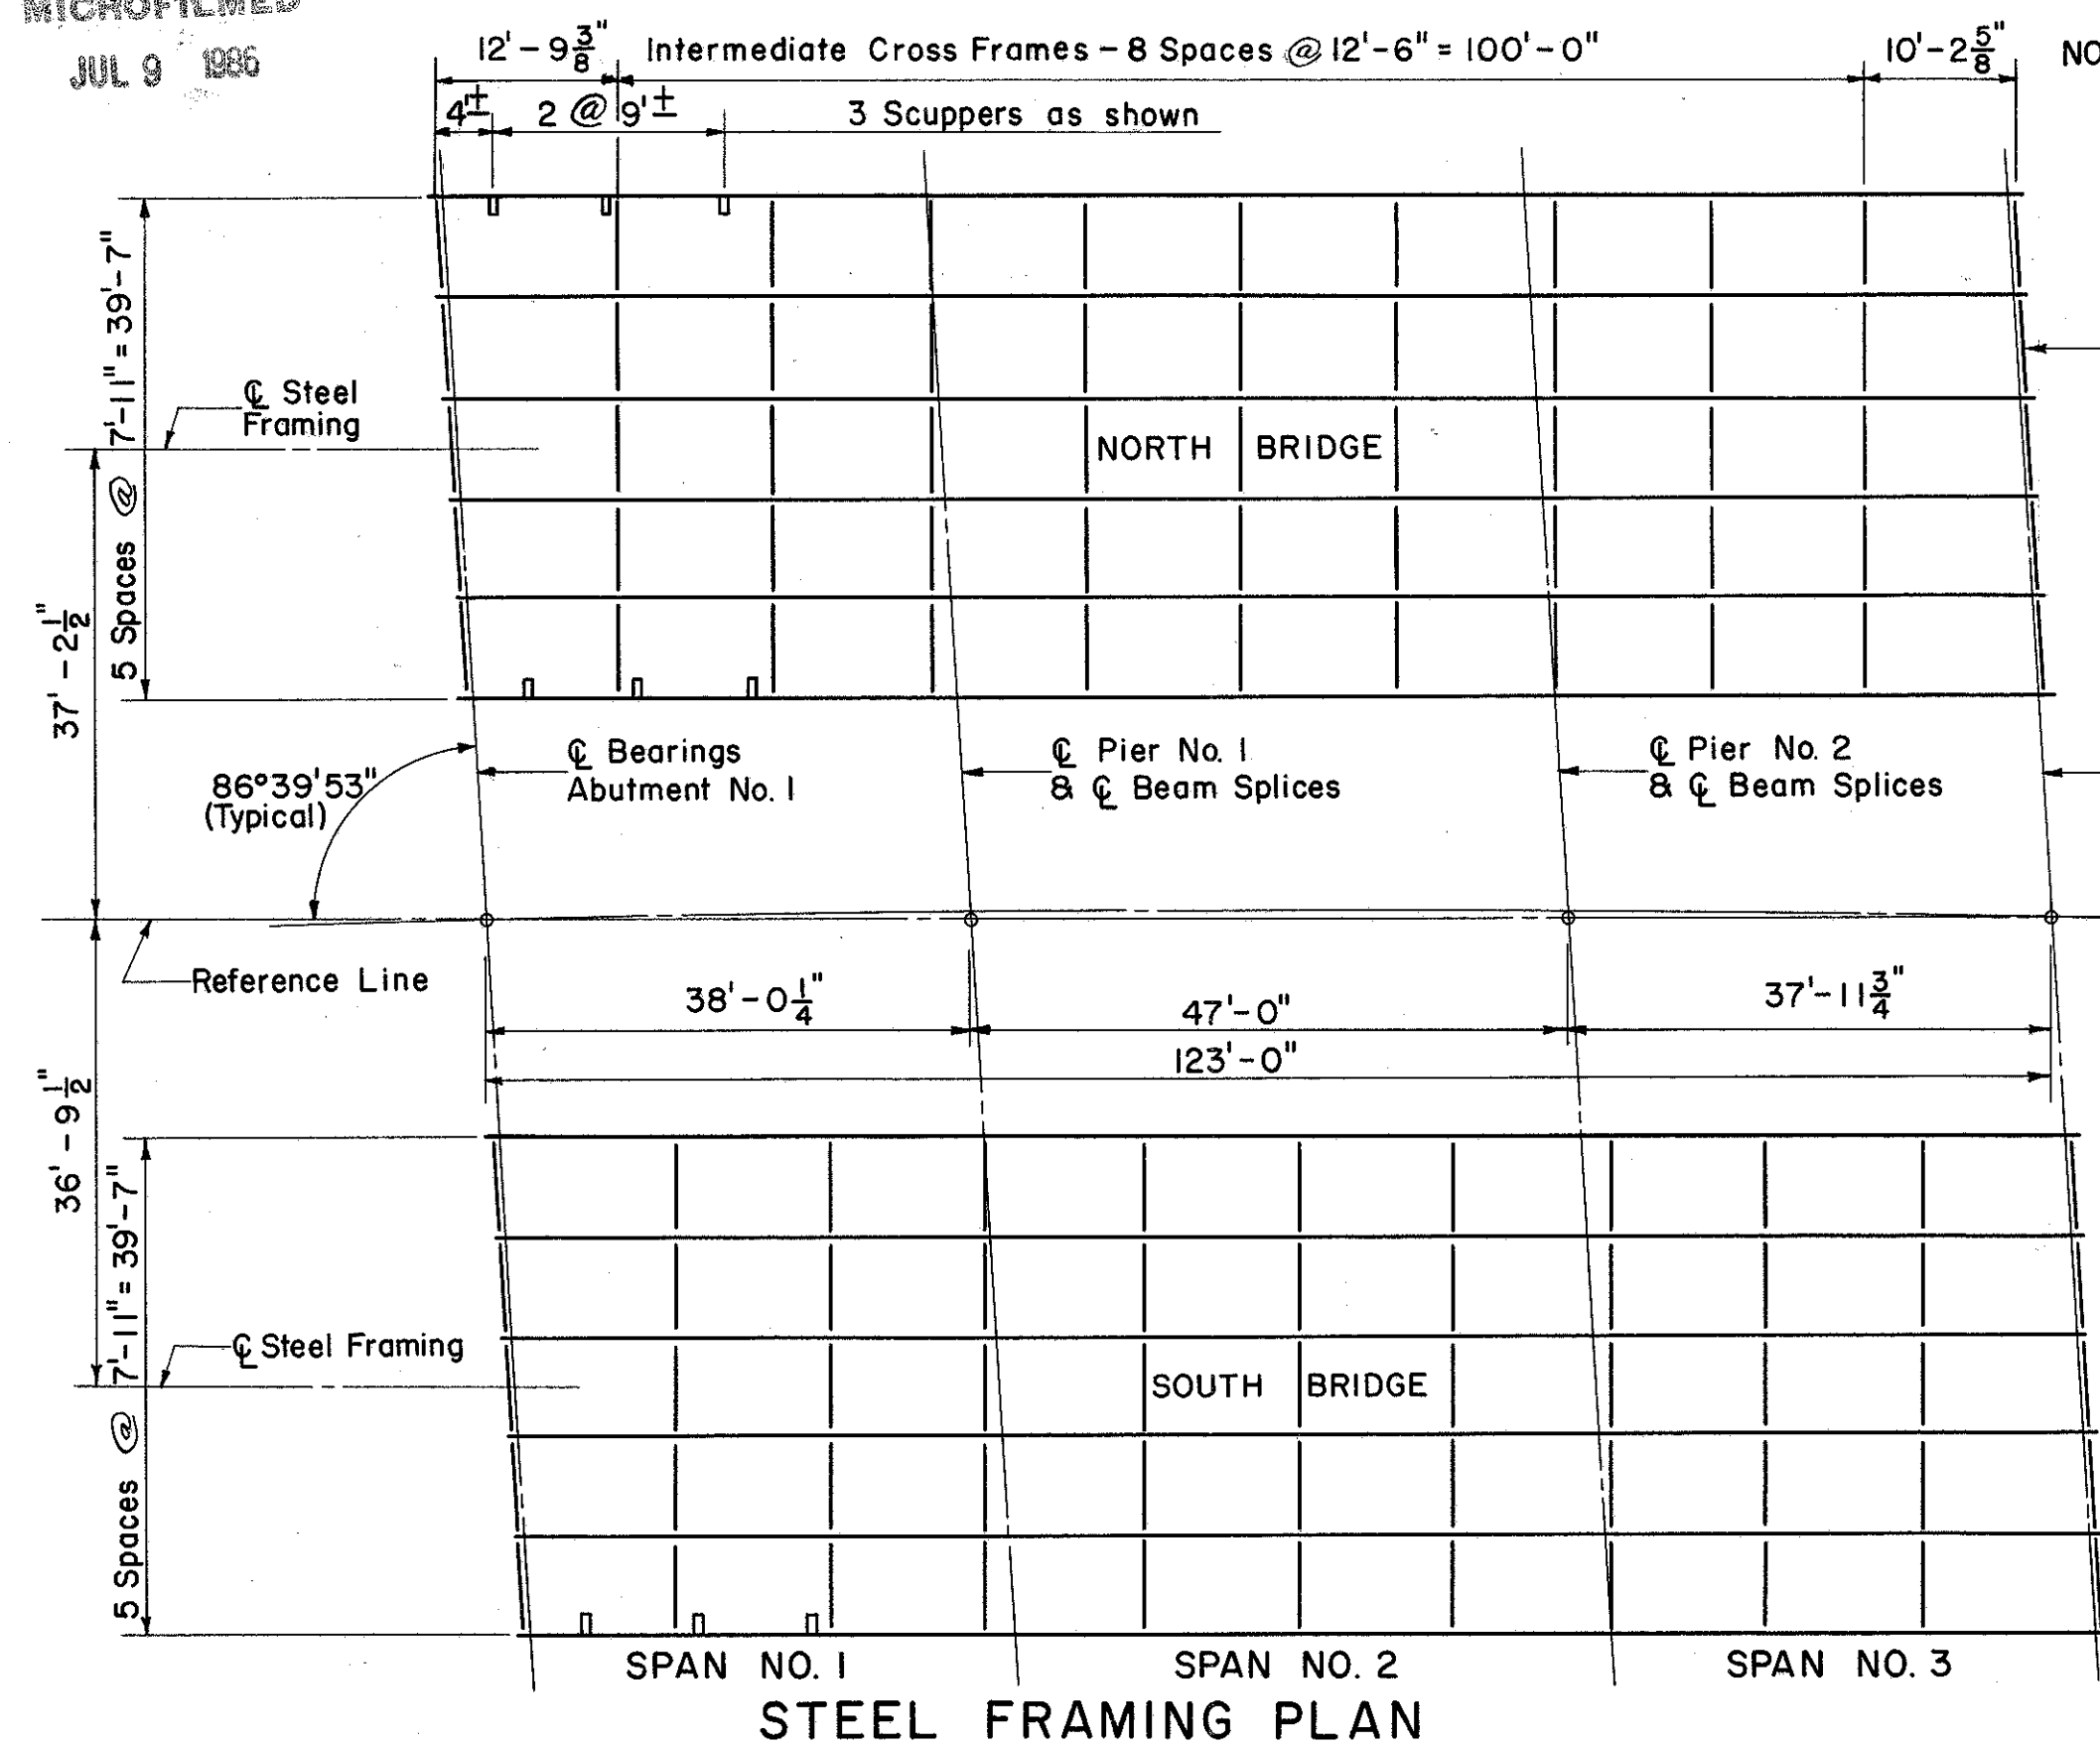 MICROFILMED
JUL 9 1986
12' - 9 3/8" Intermediate Cross Frames - 8 Spaces @ 12'-6" = 100'-0" 10'-2 5/8" NO
4'± 2 @ 9'± 3 Scuppers as shown
5 Spaces @ 7'-11" = 39'-7"
℄ Steel
Framing
NORTH BRIDGE
37' - 2 1/2"
86°39'53"
(Typical)
℄ Bearings
Abutment No. 1
℄ Pier No. 1
& ℄ Beam Splices
℄ Pier No. 2
& ℄ Beam Splices
Reference Line
38' - 0 1/4"
47'-0"
37'-11 3/4"
123'-0"
36' - 9 1/2"
5 Spaces @ 7'-11" = 39'-7"
℄ Steel Framing
SOUTH BRIDGE
SPAN NO. 1 SPAN NO. 2 SPAN NO. 3
STEEL FRAMING PLAN